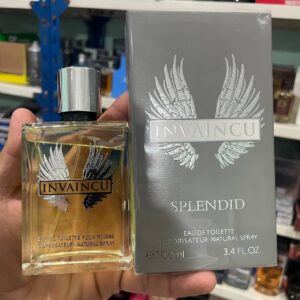 INVAINCU
EAU DE TOILETTE POUR HOMME
VAPORISATEUR - NATURAL SPRAY
INVAINCU
SPLENDID
EAU DE TOILETTE
VAPORISATEUR - NATURAL SPRAY
100ml 3.4 FL.OZ